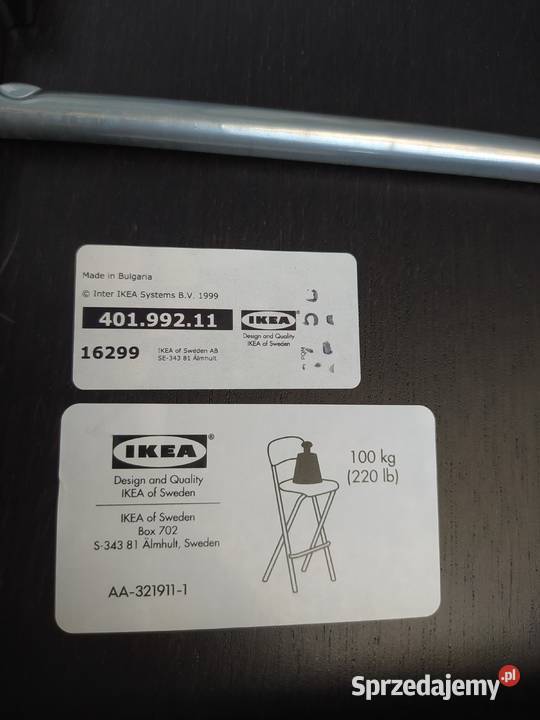 Made in Bulgaria
© Inter IKEA Systems B.V. 1999
401.992.11
IKEA
Design and Quality
IKEA of Sweden
16299
IKEA of Sweden AB
SE-343 81 Älmhult.
IKEA®
Design and Quality
IKEA of Sweden
IKEA of Sweden
Box 702
S-343 81 Älmhult, Sweden
AA-321911-1
100 kg
(220 lb)
Sprzedajemy.pl